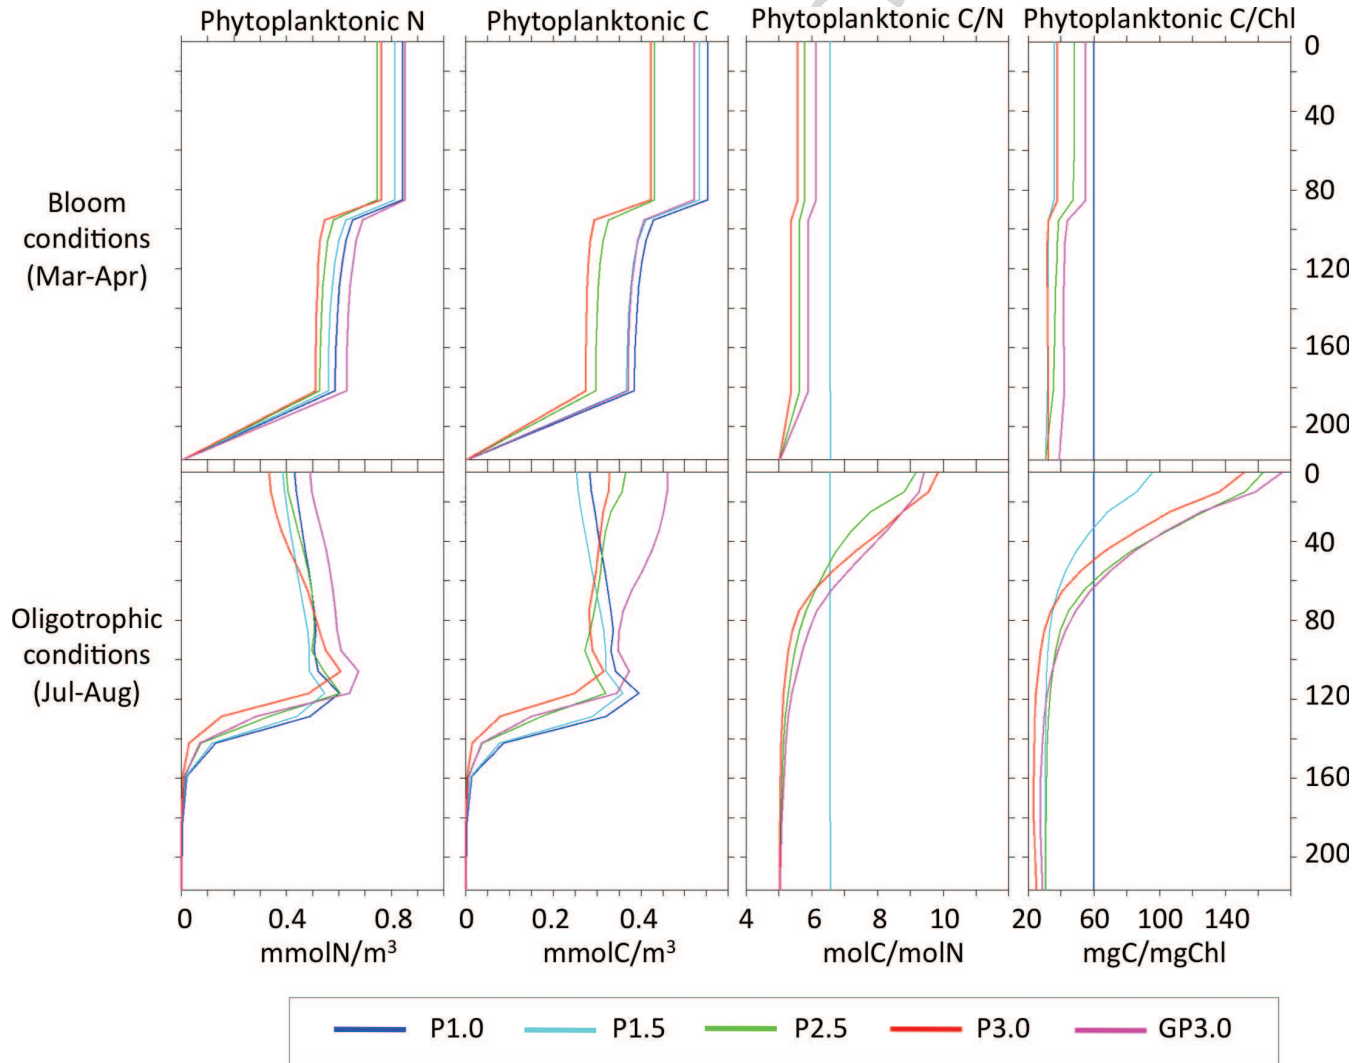 Phytoplanktonic N Phytoplanktonic C Phytoplanktonic C/N Phytoplanktonic C/Chl
0
40
80
120
160
200
Bloom
conditions
(Mar-Apr)
0
40
80
120
160
200
Oligotrophic
conditions
(Jul-Aug)
0 0.4 0.8 0 0.2 0.4 4 6 8 10 20 60 100 140
mmolN/m³ mmolC/m³ molC/molN mgC/mgChl
P1.0 P1.5 P2.5 P3.0 GP3.0